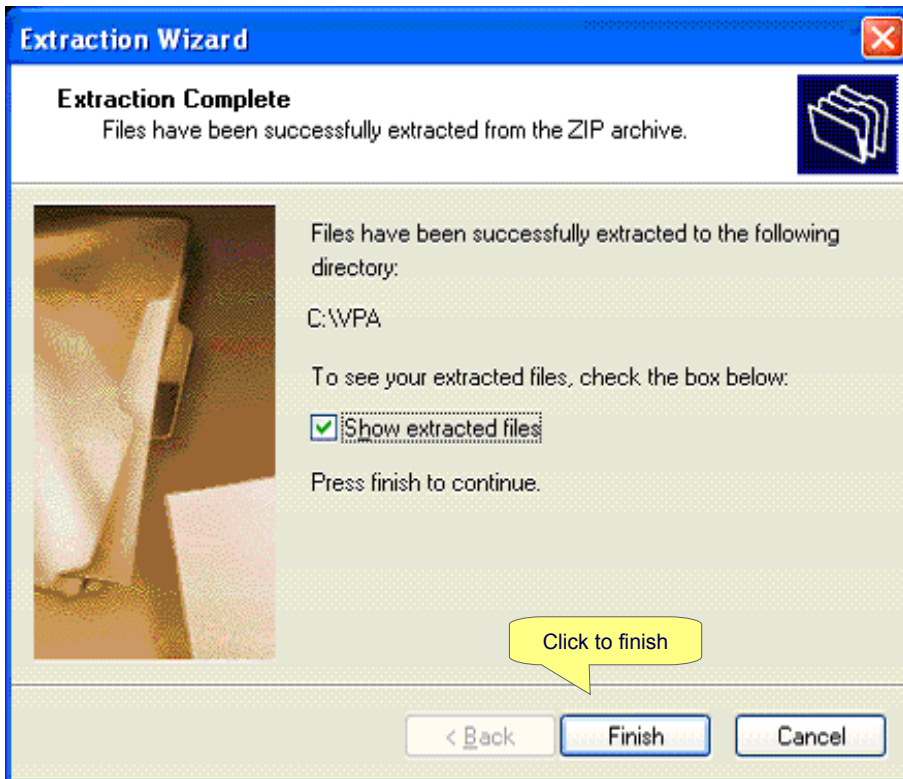 Extraction Wizard
Extraction Complete
Files have been successfully extracted from the ZIP archive.
Files have been successfully extracted to the following
directory:
C:\VPA
To see your extracted files, check the box below:
Show extracted files
Press finish to continue.
Click to finish
< Back Finish Cancel